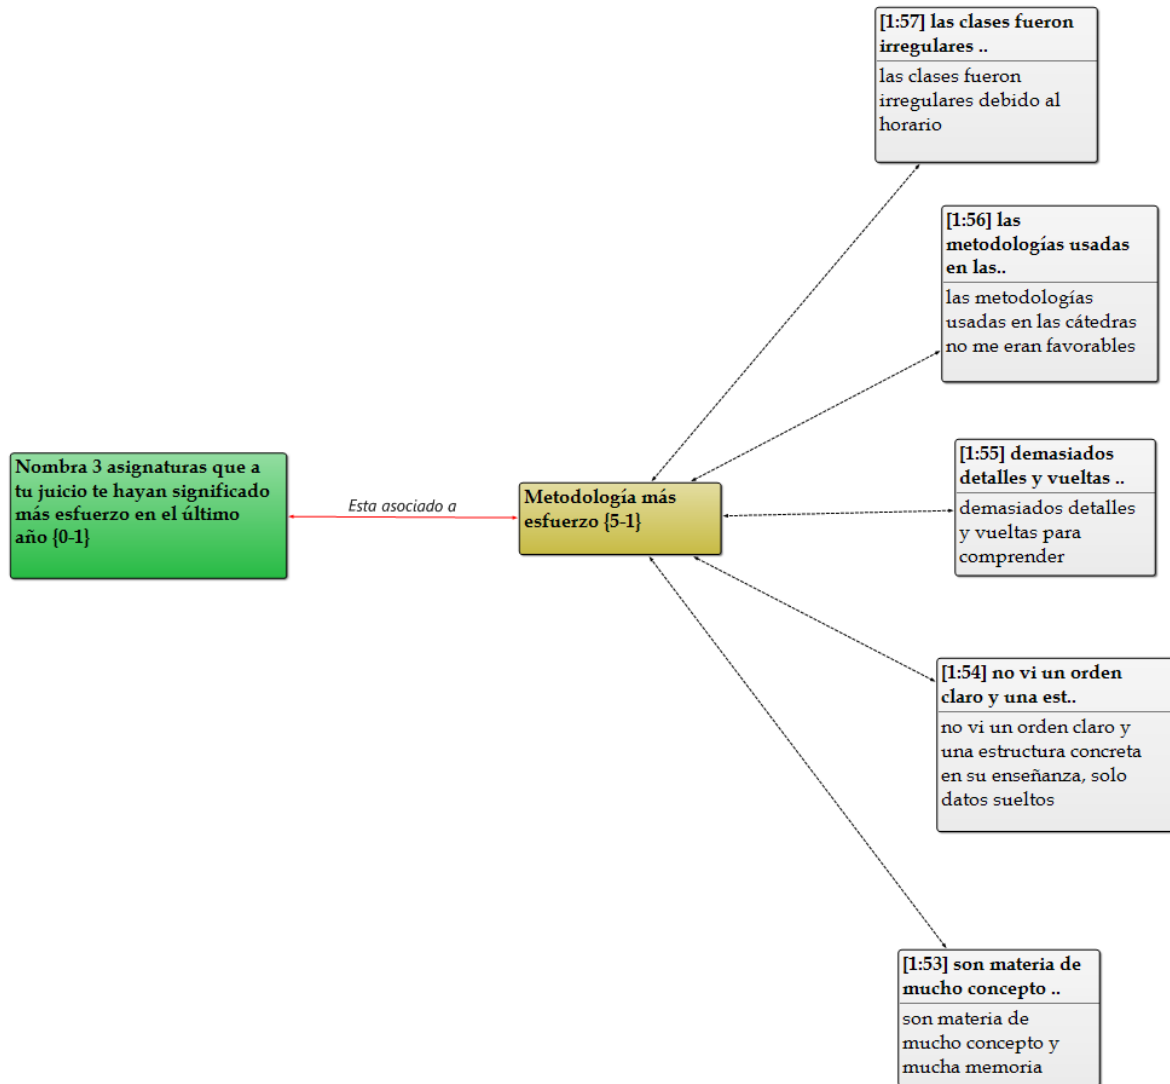 [1:57] las clases fueron
irregulares ..
las clases fueron
irregulares debido al
horario
[1:56] las
metodologías usadas
en las..
las metodologías
usadas en las cátedras
no me eran favorables
[1:55] demasiados
detalles y vueltas ..
demasiados detalles
y vueltas para
comprender
Nombra 3 asignaturas que a
tu juicio te hayan significado
más esfuerzo en el último
año {0-1}
Esta asociado a
Metodología más
esfuerzo {5-1}
[1:54] no vi un orden
claro y una est..
no vi un orden claro y
una estructura concreta
en su enseñanza, solo
datos sueltos
[1:53] son materia de
mucho concepto ..
son materia de
mucho concepto y
mucha memoria